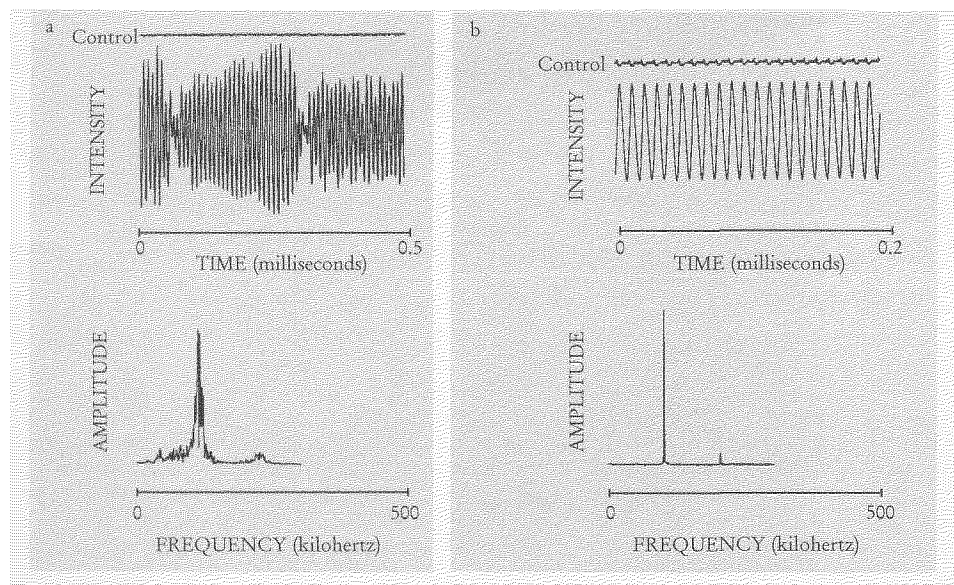 a
Control
INTENSITY
0 0.5
TIME (milliseconds)
AMPLITUDE
0 500
FREQUENCY (kilohertz)
b
Control
INTENSITY
0 0.2
TIME (milliseconds)
AMPLITUDE
0 500
FREQUENCY (kilohertz)